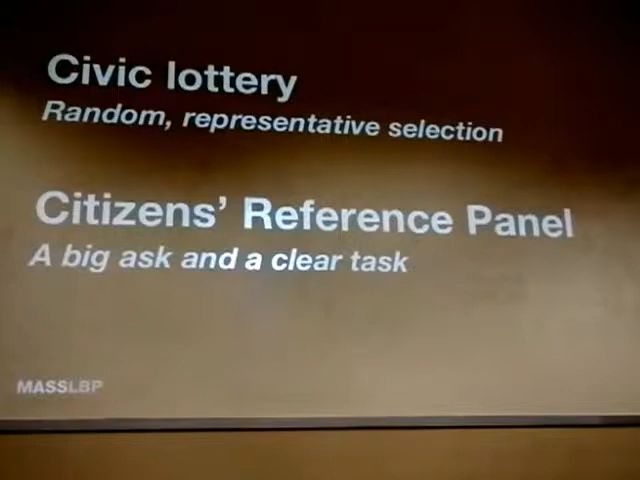 Civic lottery
Random, representative selection
Citizens’ Reference Panel
A big ask and a clear task
MASSLBP